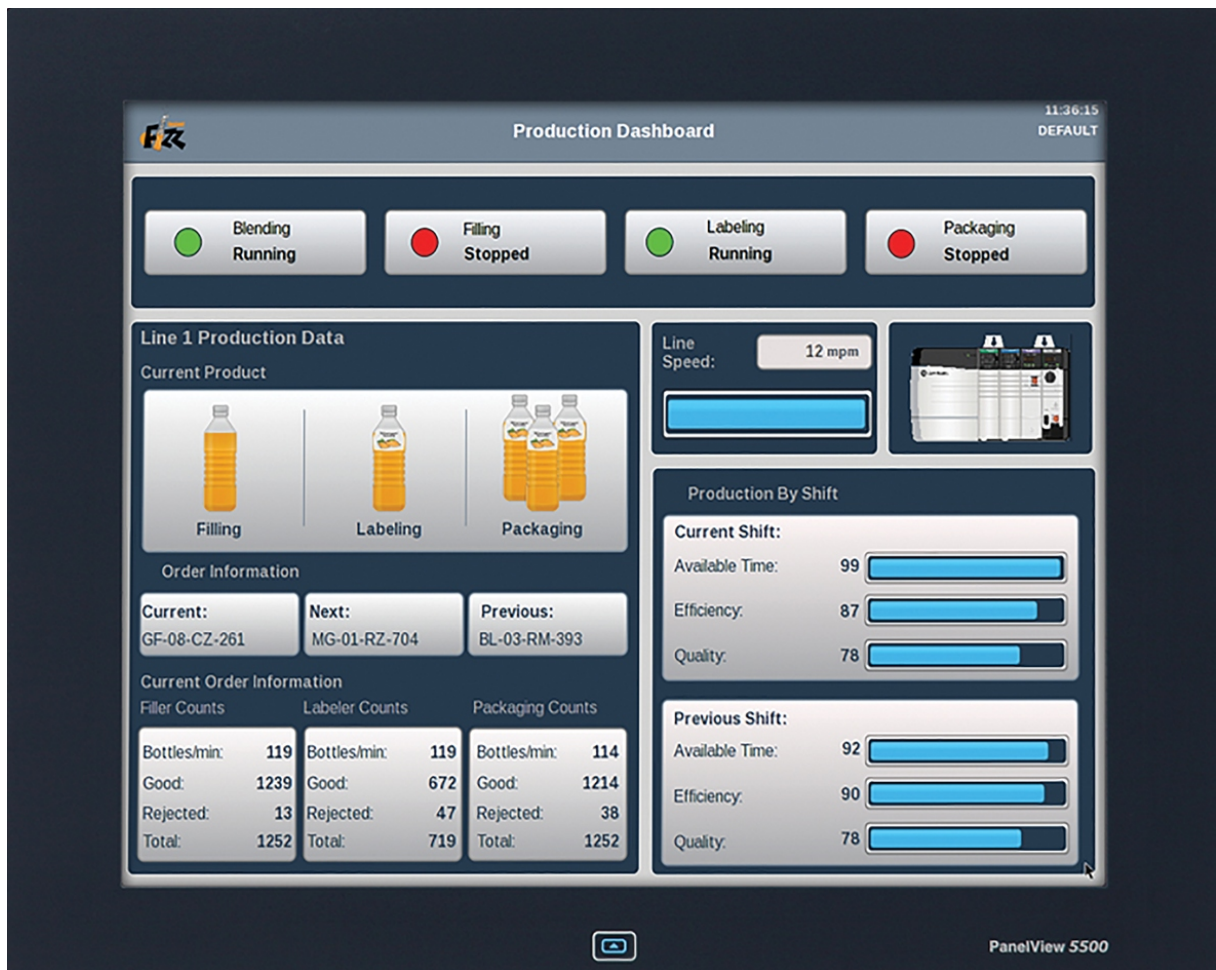 Fizz
Production Dashboard
11:36:15
DEFAULT
Blending
Running
Filling
Stopped
Labeling
Running
Packaging
Stopped
Line 1 Production Data
Current Product
Filling
Labeling
Packaging
Order Information
Current:
GF-08-CZ-261
Next:
MG-01-RZ-704
Previous:
BL-03-RM-393
Current Order Information
Filler Counts
Bottles/min: 119
Good: 1239
Rejected: 13
Total: 1252
Labeler Counts
Bottles/min: 119
Good: 672
Rejected: 47
Total: 719
Packaging Counts
Bottles/min: 114
Good: 1214
Rejected: 38
Total: 1252
Line
Speed:
12 mpm
Production By Shift
Current Shift:
Available Time: 99
Efficiency: 87
Quality: 78
Previous Shift:
Available Time: 92
Efficiency: 90
Quality: 78
PanelView 5500